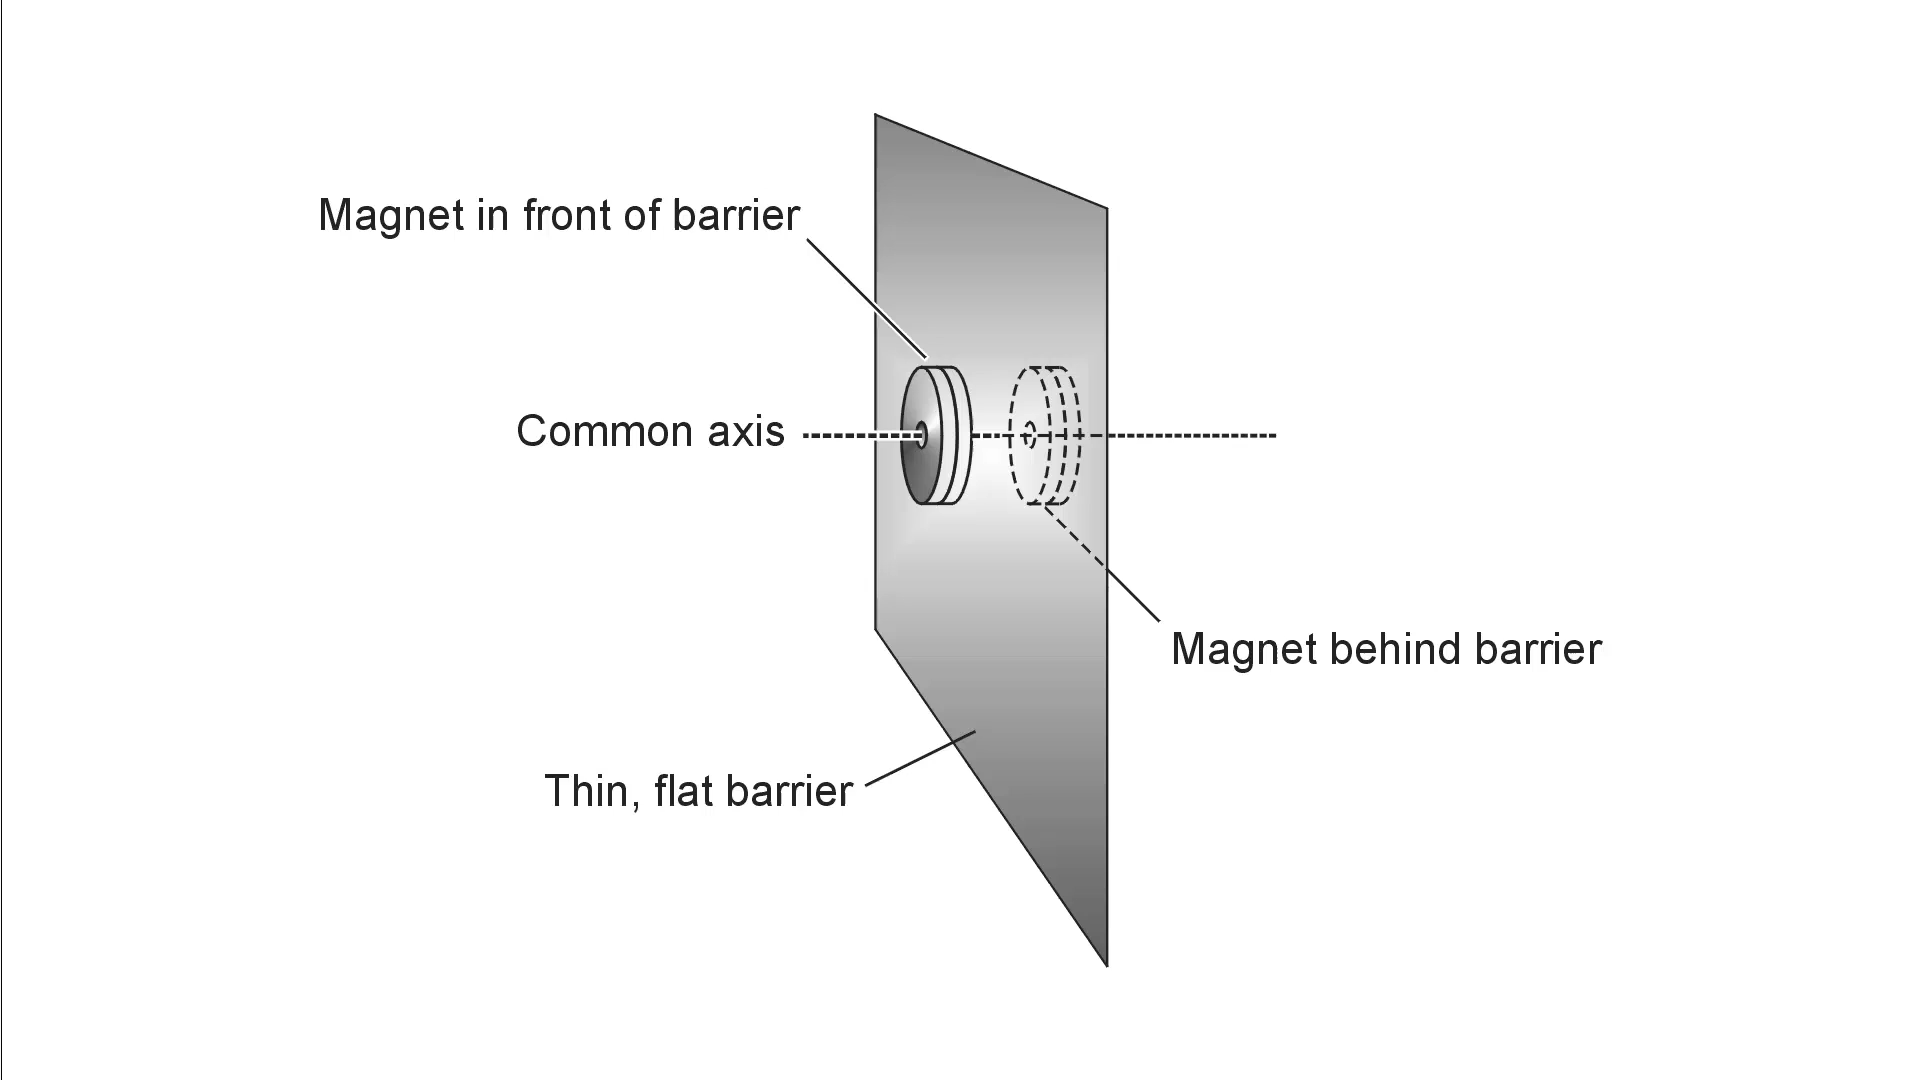 Magnet in front of barrier
Common axis
Magnet behind barrier
Thin, flat barrier